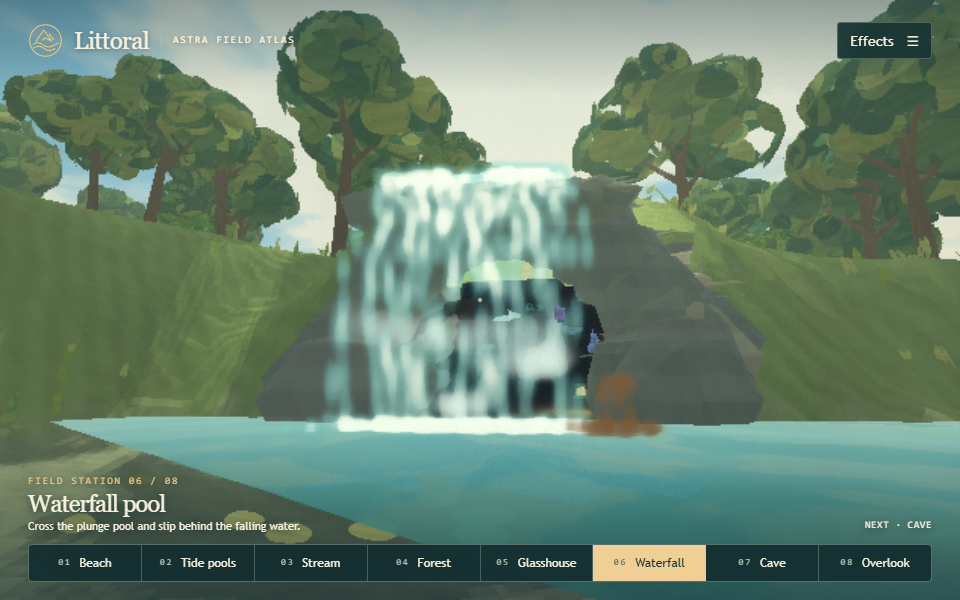 Littoral
ASTRA FIELD ATLAS
Effects
FIELD STATION 06 / 08
Waterfall pool
Cross the plunge pool and slip behind the falling water.
NEXT · CAVE
01 Beach
02 Tide pools
03 Stream
04 Forest
05 Glasshouse
06 Waterfall
07 Cave
08 Overlook